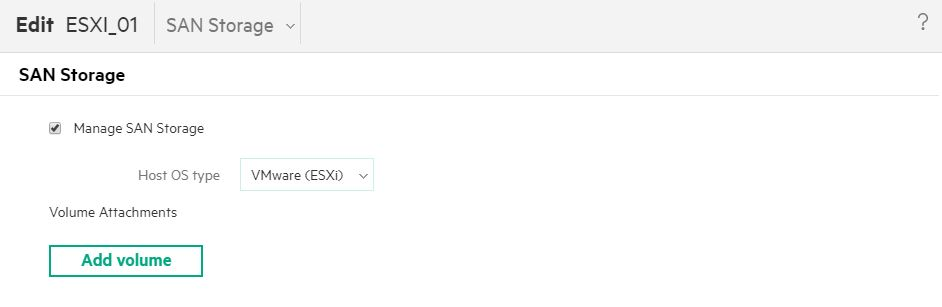 Edit ESXI_01 SAN Storage ?
SAN Storage
Manage SAN Storage
Host OS type VMware (ESXi)
Volume Attachments
Add volume